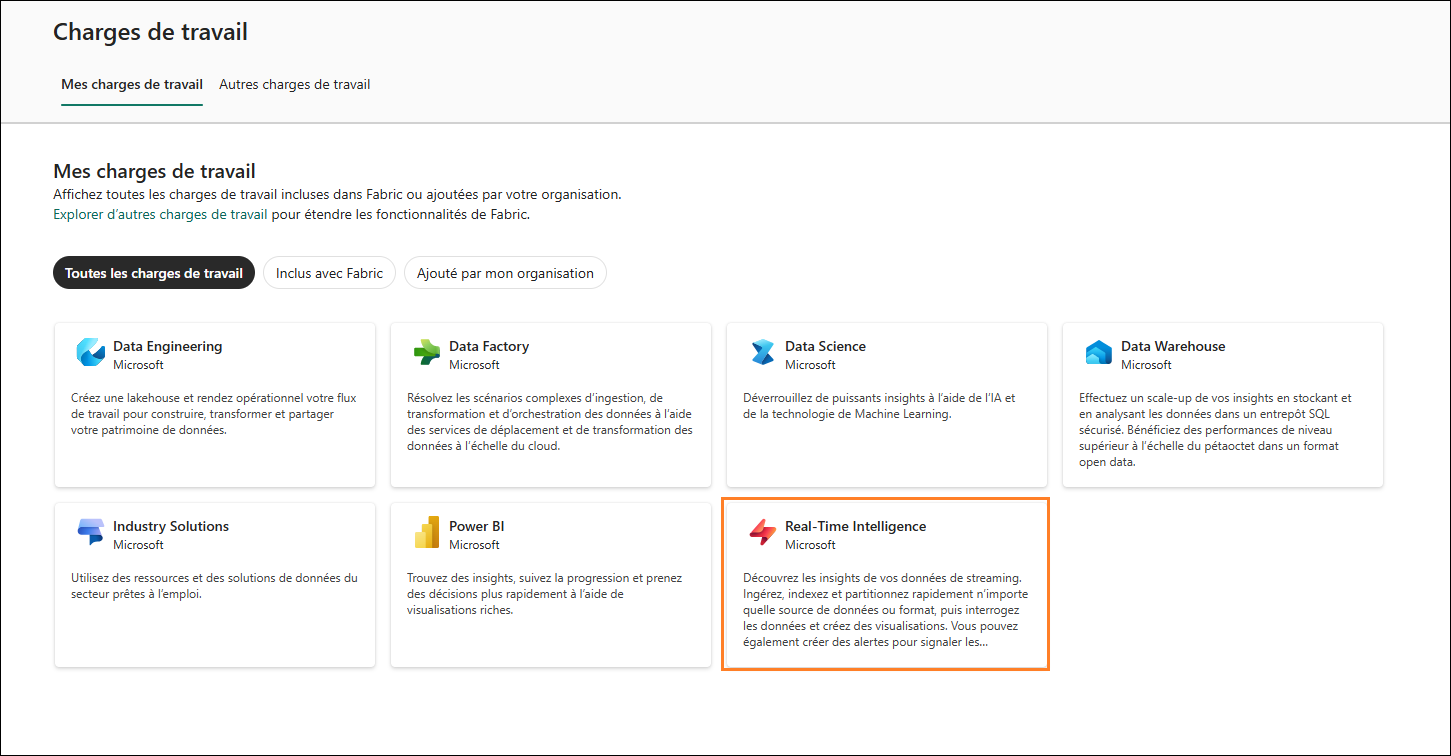 Charges de travail
Mes charges de travail
Autres charges de travail
Mes charges de travail
Affichez toutes les charges de travail incluses dans Fabric ou ajoutées par votre organisation.
Explorer d’autres charges de travail pour étendre les fonctionnalités de Fabric.
Toutes les charges de travail
Inclus avec Fabric
Ajouté par mon organisation
Data Engineering
Microsoft
Créez une lakehouse et rendez opérationnel votre flux
de travail pour construire, transformer et partager
votre patrimoine de données.
Data Factory
Microsoft
Résolvez les scénarios complexes d’ingestion, de
transformation et d’orchestration des données à l’aide
des services de déplacement et de transformation des
données à l’échelle du cloud.
Data Science
Microsoft
Déverrouillez de puissants insights à l’aide de l’IA et
de la technologie de Machine Learning.
Data Warehouse
Microsoft
Effectuez un scale-up de vos insights en stockant et
en analysant les données dans un entrepôt SQL
sécurisé. Bénéficiez des performances de niveau
supérieur à l’échelle du pétaoctet dans un format
open data.
Industry Solutions
Microsoft
Utilisez des ressources et des solutions de données du
secteur prêtes à l’emploi.
Power BI
Microsoft
Trouvez des insights, suivez la progression et prenez
des décisions plus rapidement à l’aide de
visualisations riches.
Real-Time Intelligence
Microsoft
Découvrez les insights de vos données de streaming.
Ingérez, indexez et partitionnez rapidement n’importe
quelle source de données ou format, puis interrogez
les données et créez des visualisations. Vous pouvez
également créer des alertes pour signaler les...